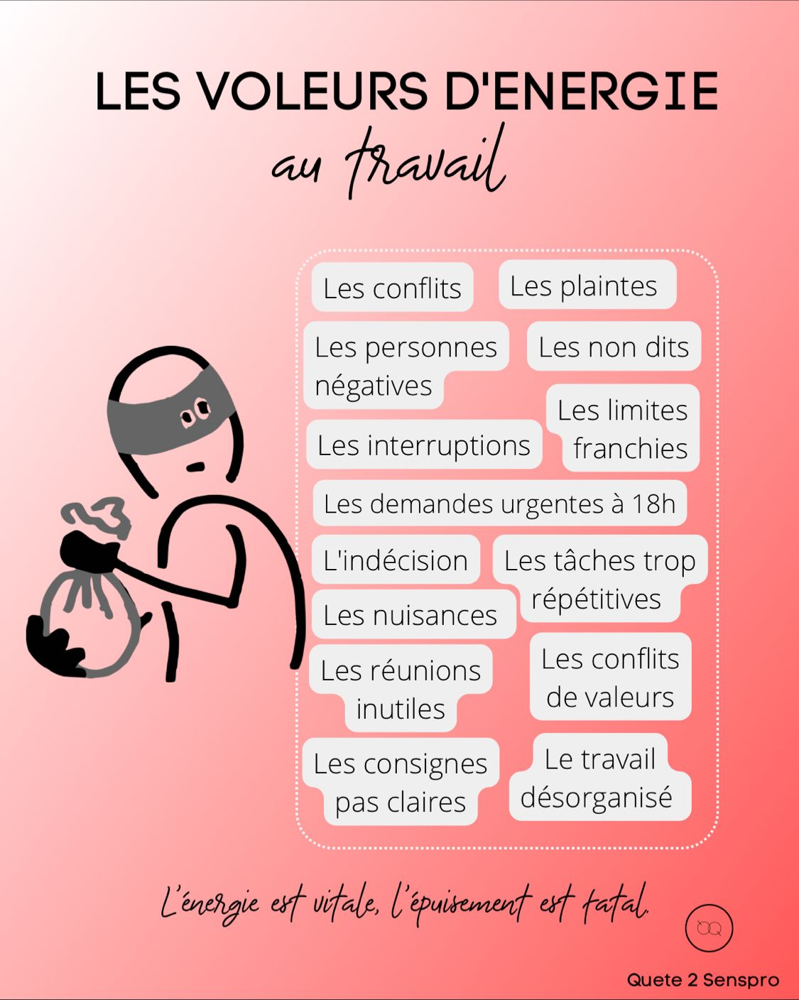 LES VOLEURS D'ENERGIE
au travail
Les conflits
Les plaintes
Les personnes
négatives
Les non dits
Les limites
franchies
Les interruptions
Les demandes urgentes à 18h
L'indécision
Les tâches trop
répétitives
Les nuisances
Les réunions
inutiles
Les conflits
de valeurs
Les consignes
pas claires
Le travail
désorganisé
L'énergie est vitale, l'épuisement est fatal.
Quete 2 Senspro